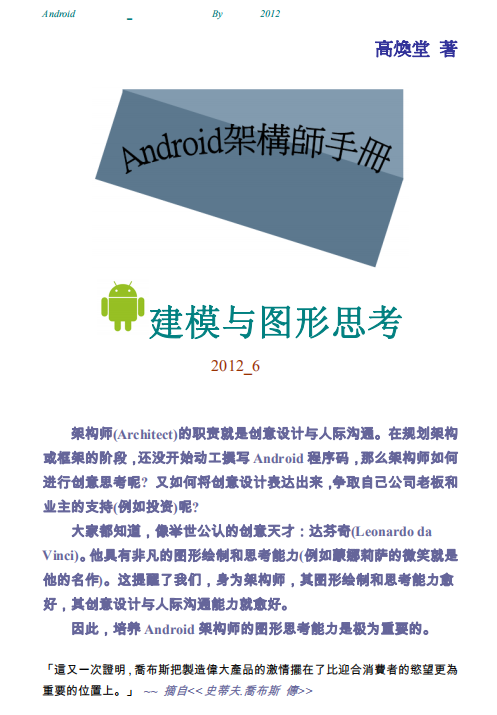 Android _ By 2012
高煥堂 著
Android架構師手冊
建模与图形思考
2012_6
架构师(Architect)的职责就是创意设计与人际沟通。在规划架构
或框架的阶段，还没开始动工撰写 Android 程序码，那么架构师如何
进行创意思考呢? 又如何将创意设计表达出来，争取自己公司老板和
业主的支持(例如投资)呢?
大家都知道，像举世公认的创意天才：达芬奇(Leonardo da
Vinci)。他具有非凡的图形绘制和思考能力(例如蒙娜莉萨的微笑就是
他的名作)。这提醒了我们，身为架构师，其图形绘制和思考能力愈
好，其创意设计与人际沟通能力就愈好。
因此，培养 Android 架构师的图形思考能力是极为重要的。
「這又一次證明，喬布斯把製造偉大產品的激情擺在了比迎合消費者的慾望更為
重要的位置上。」 ~~ 摘自<<史蒂夫.喬布斯 傳>>